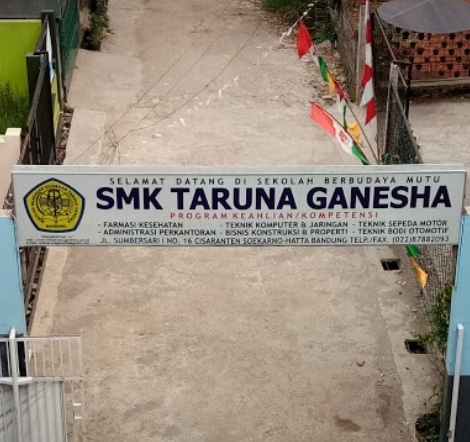 SELAMAT DATANG DI SEKOLAH BERBUDAYA MUTU
SMK TARUNA GANESHA
PROGRAM KEAHLIAN/KOMPETENSI
- FARMASI KESEHATAN - TEKNIK KOMPUTER & JARINGAN - TEKNIK SEPEDA MOTOR
- ADMINISTRASI PERKANTORAN - BISNIS KONSTRUKSI & PROPERTI - TEKNIK BODI OTOMOTIF
JL. SUMBERSARI I NO. 16 CISARANTEN SOEKARNO-HATTA BANDUNG TELP./FAX. (022)87882093